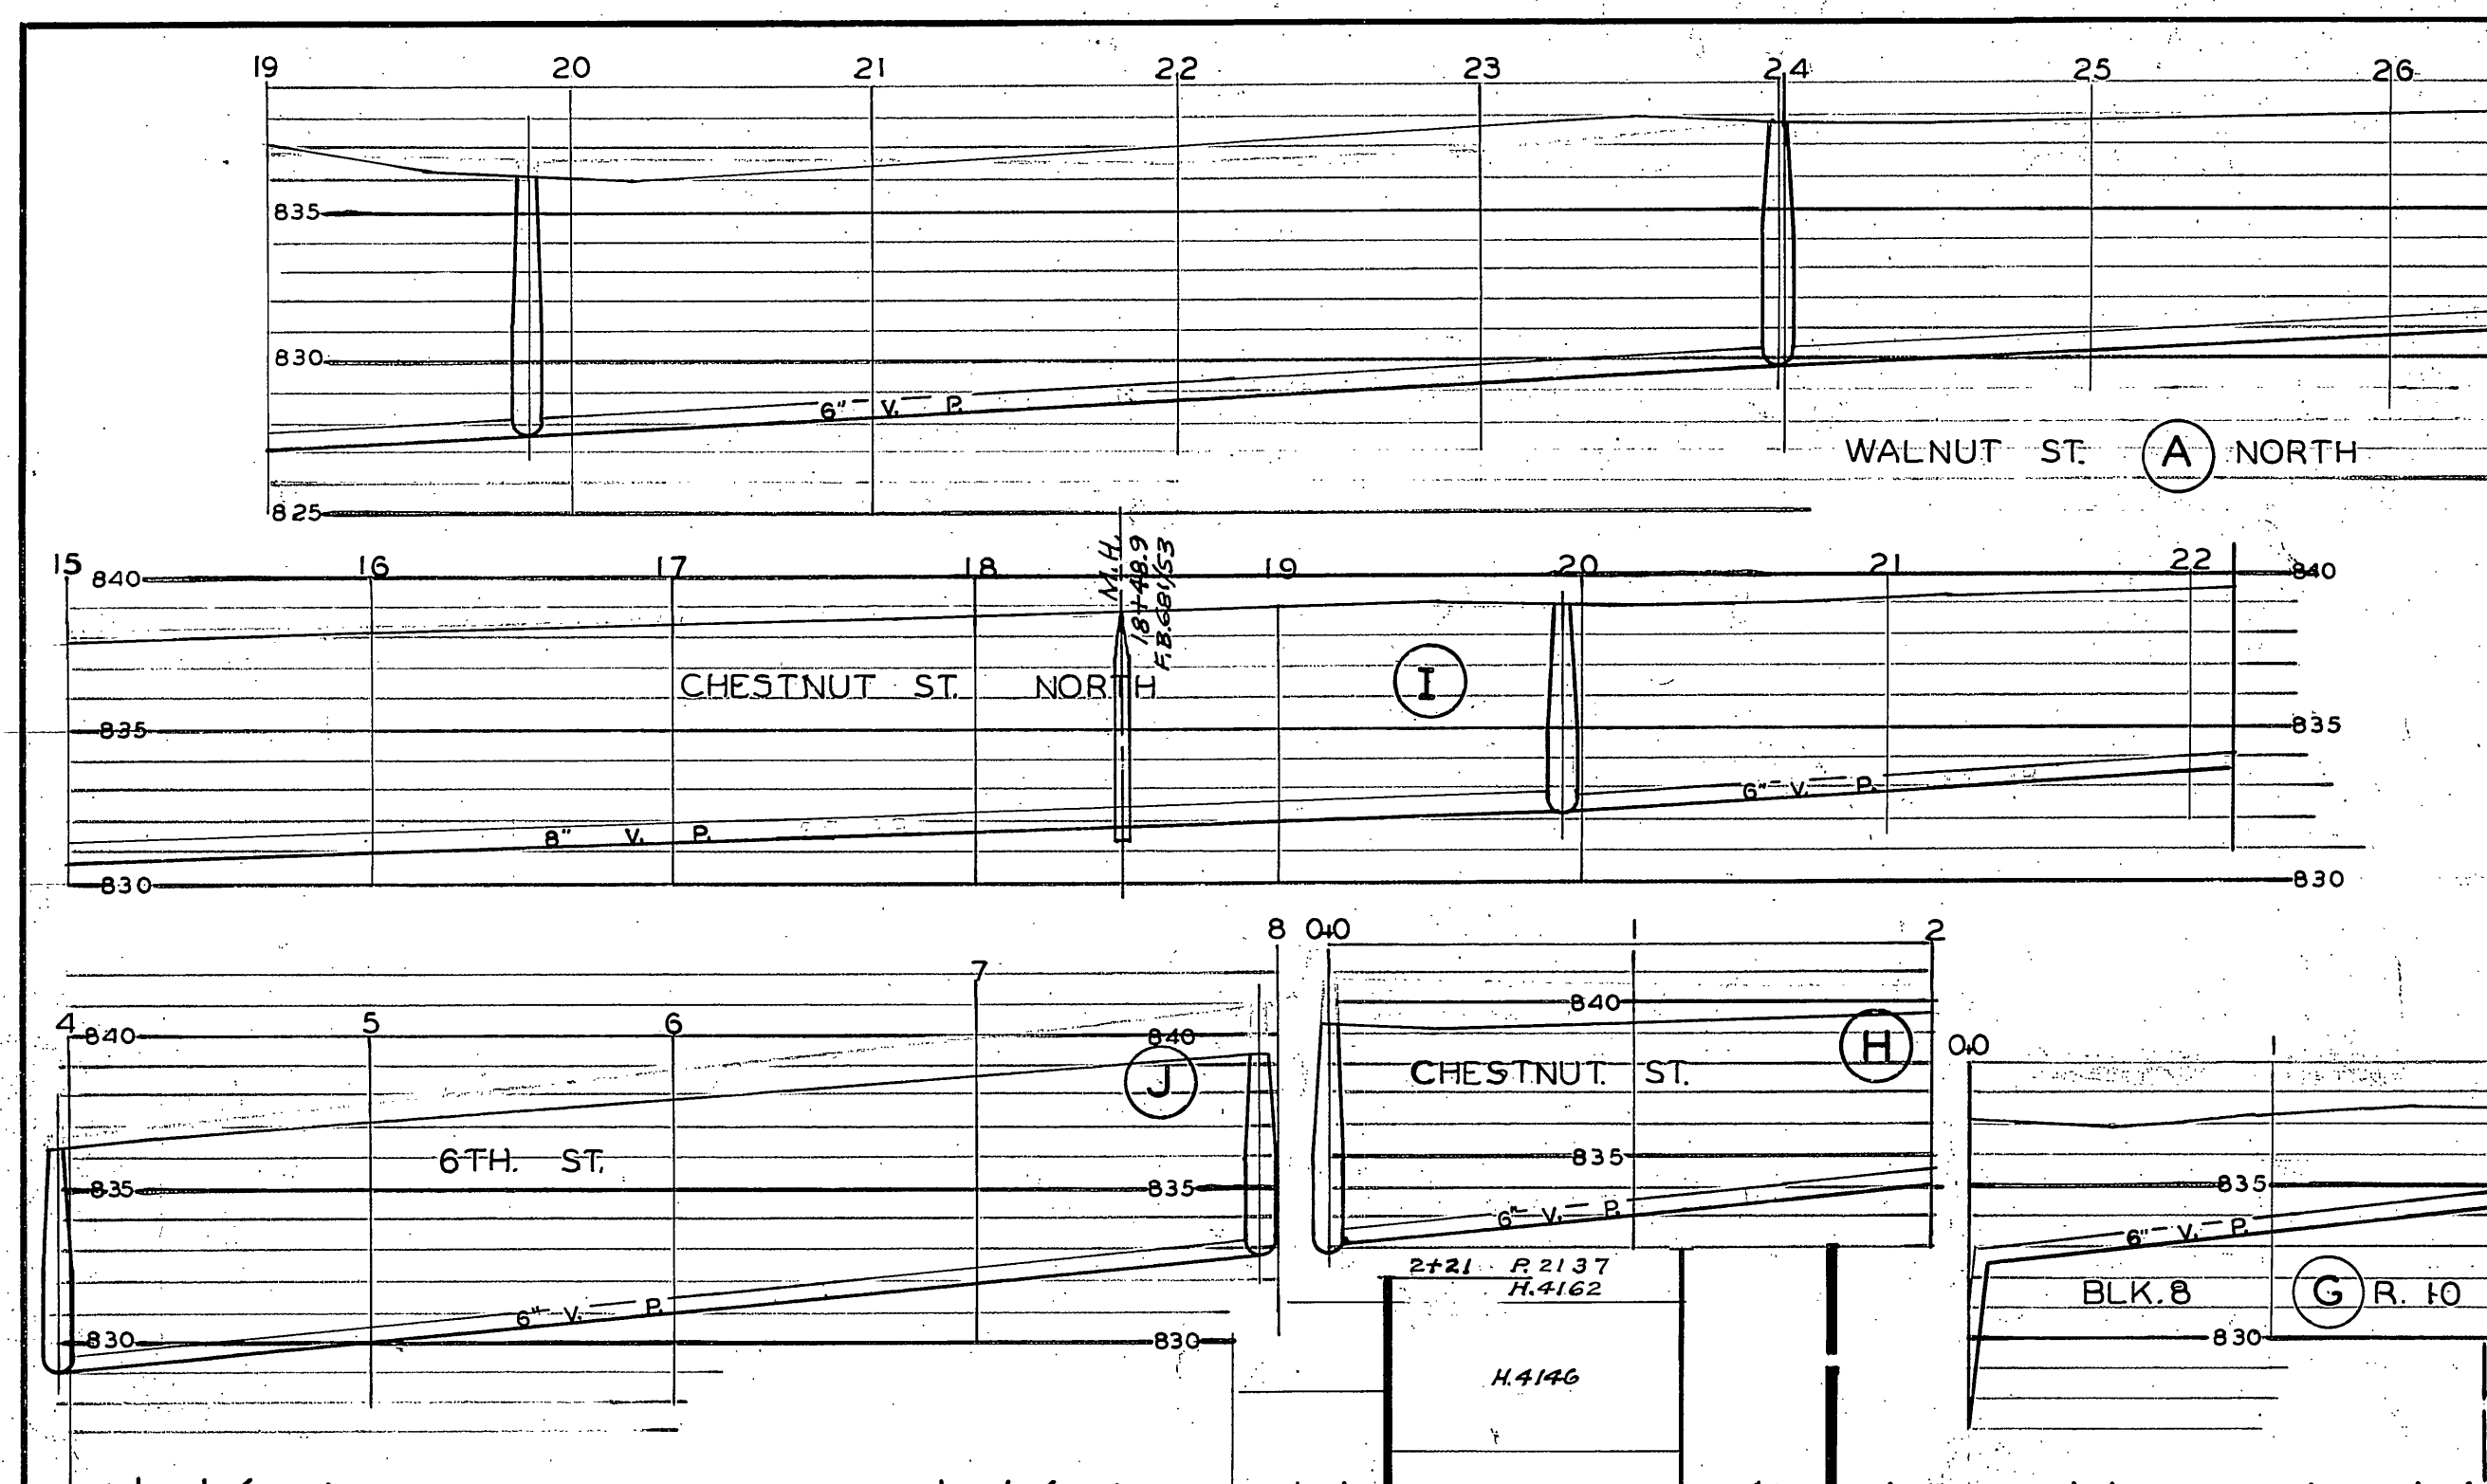 19 20 21 22 23 24 25 26
835
830
6" V. P.
WALNUT ST. A NORTH
825
15 16 17 18 19 20 21 22
840 840
M.H.
18+48.9
F.B.681/53
CHESTNUT ST. NORTH I
835 835
8" V. P.
6" V. P.
830 830
4 5 6 7 8
840 840
J
6TH. ST.
835 835
6" V. P.
830 830
0+0 1 2
840
H
CHESTNUT ST.
835
6" V. P.
2+21 P. 2137
H.4162
H.4146
0+0 1
835
6" V. P.
BLK. 8 G R. 10
830